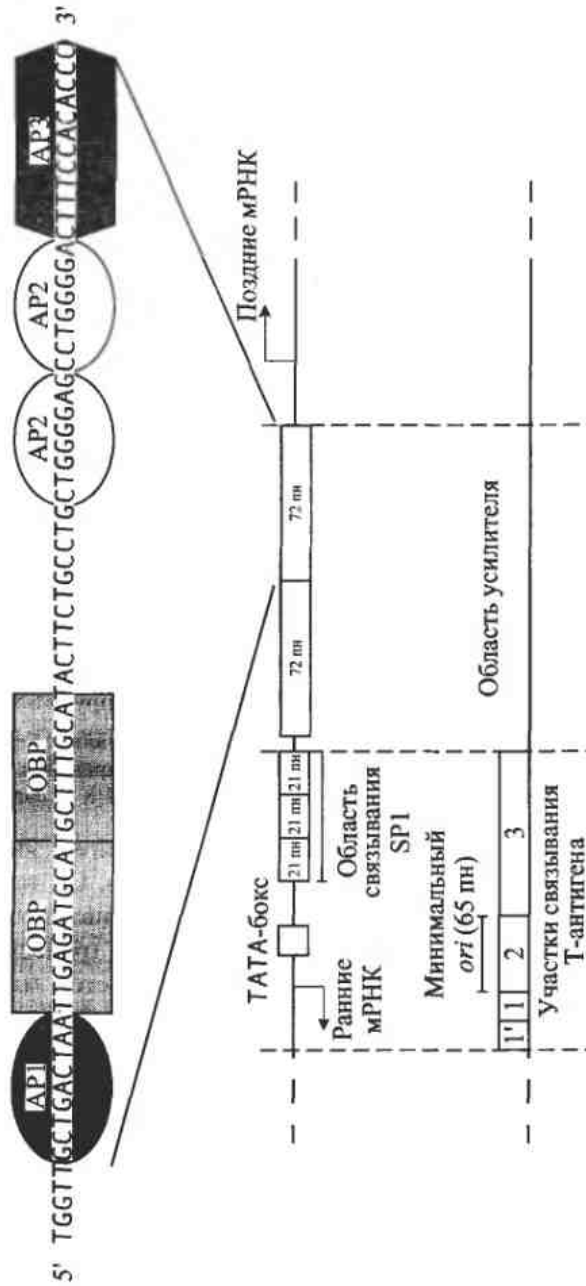 AP1
OBP
OBP
AP2
AP2
AP3
5' TGGTTGCTGACTAATTGAGATGCATGCTTTGCATACTTCTGCCTGCTGGGGAGCCTGGGGACTTTCCACACCC 3'
ТАТА-бокс
21 пн
21 пн
21 пн
72 пн
72 пн
Ранние
мРНК
Область
связывания
SP1
Поздние мРНК
Минимальный
ori (65 пн)
Область усилителя
1'
1
2
3
Участки связывания
Т-антигена